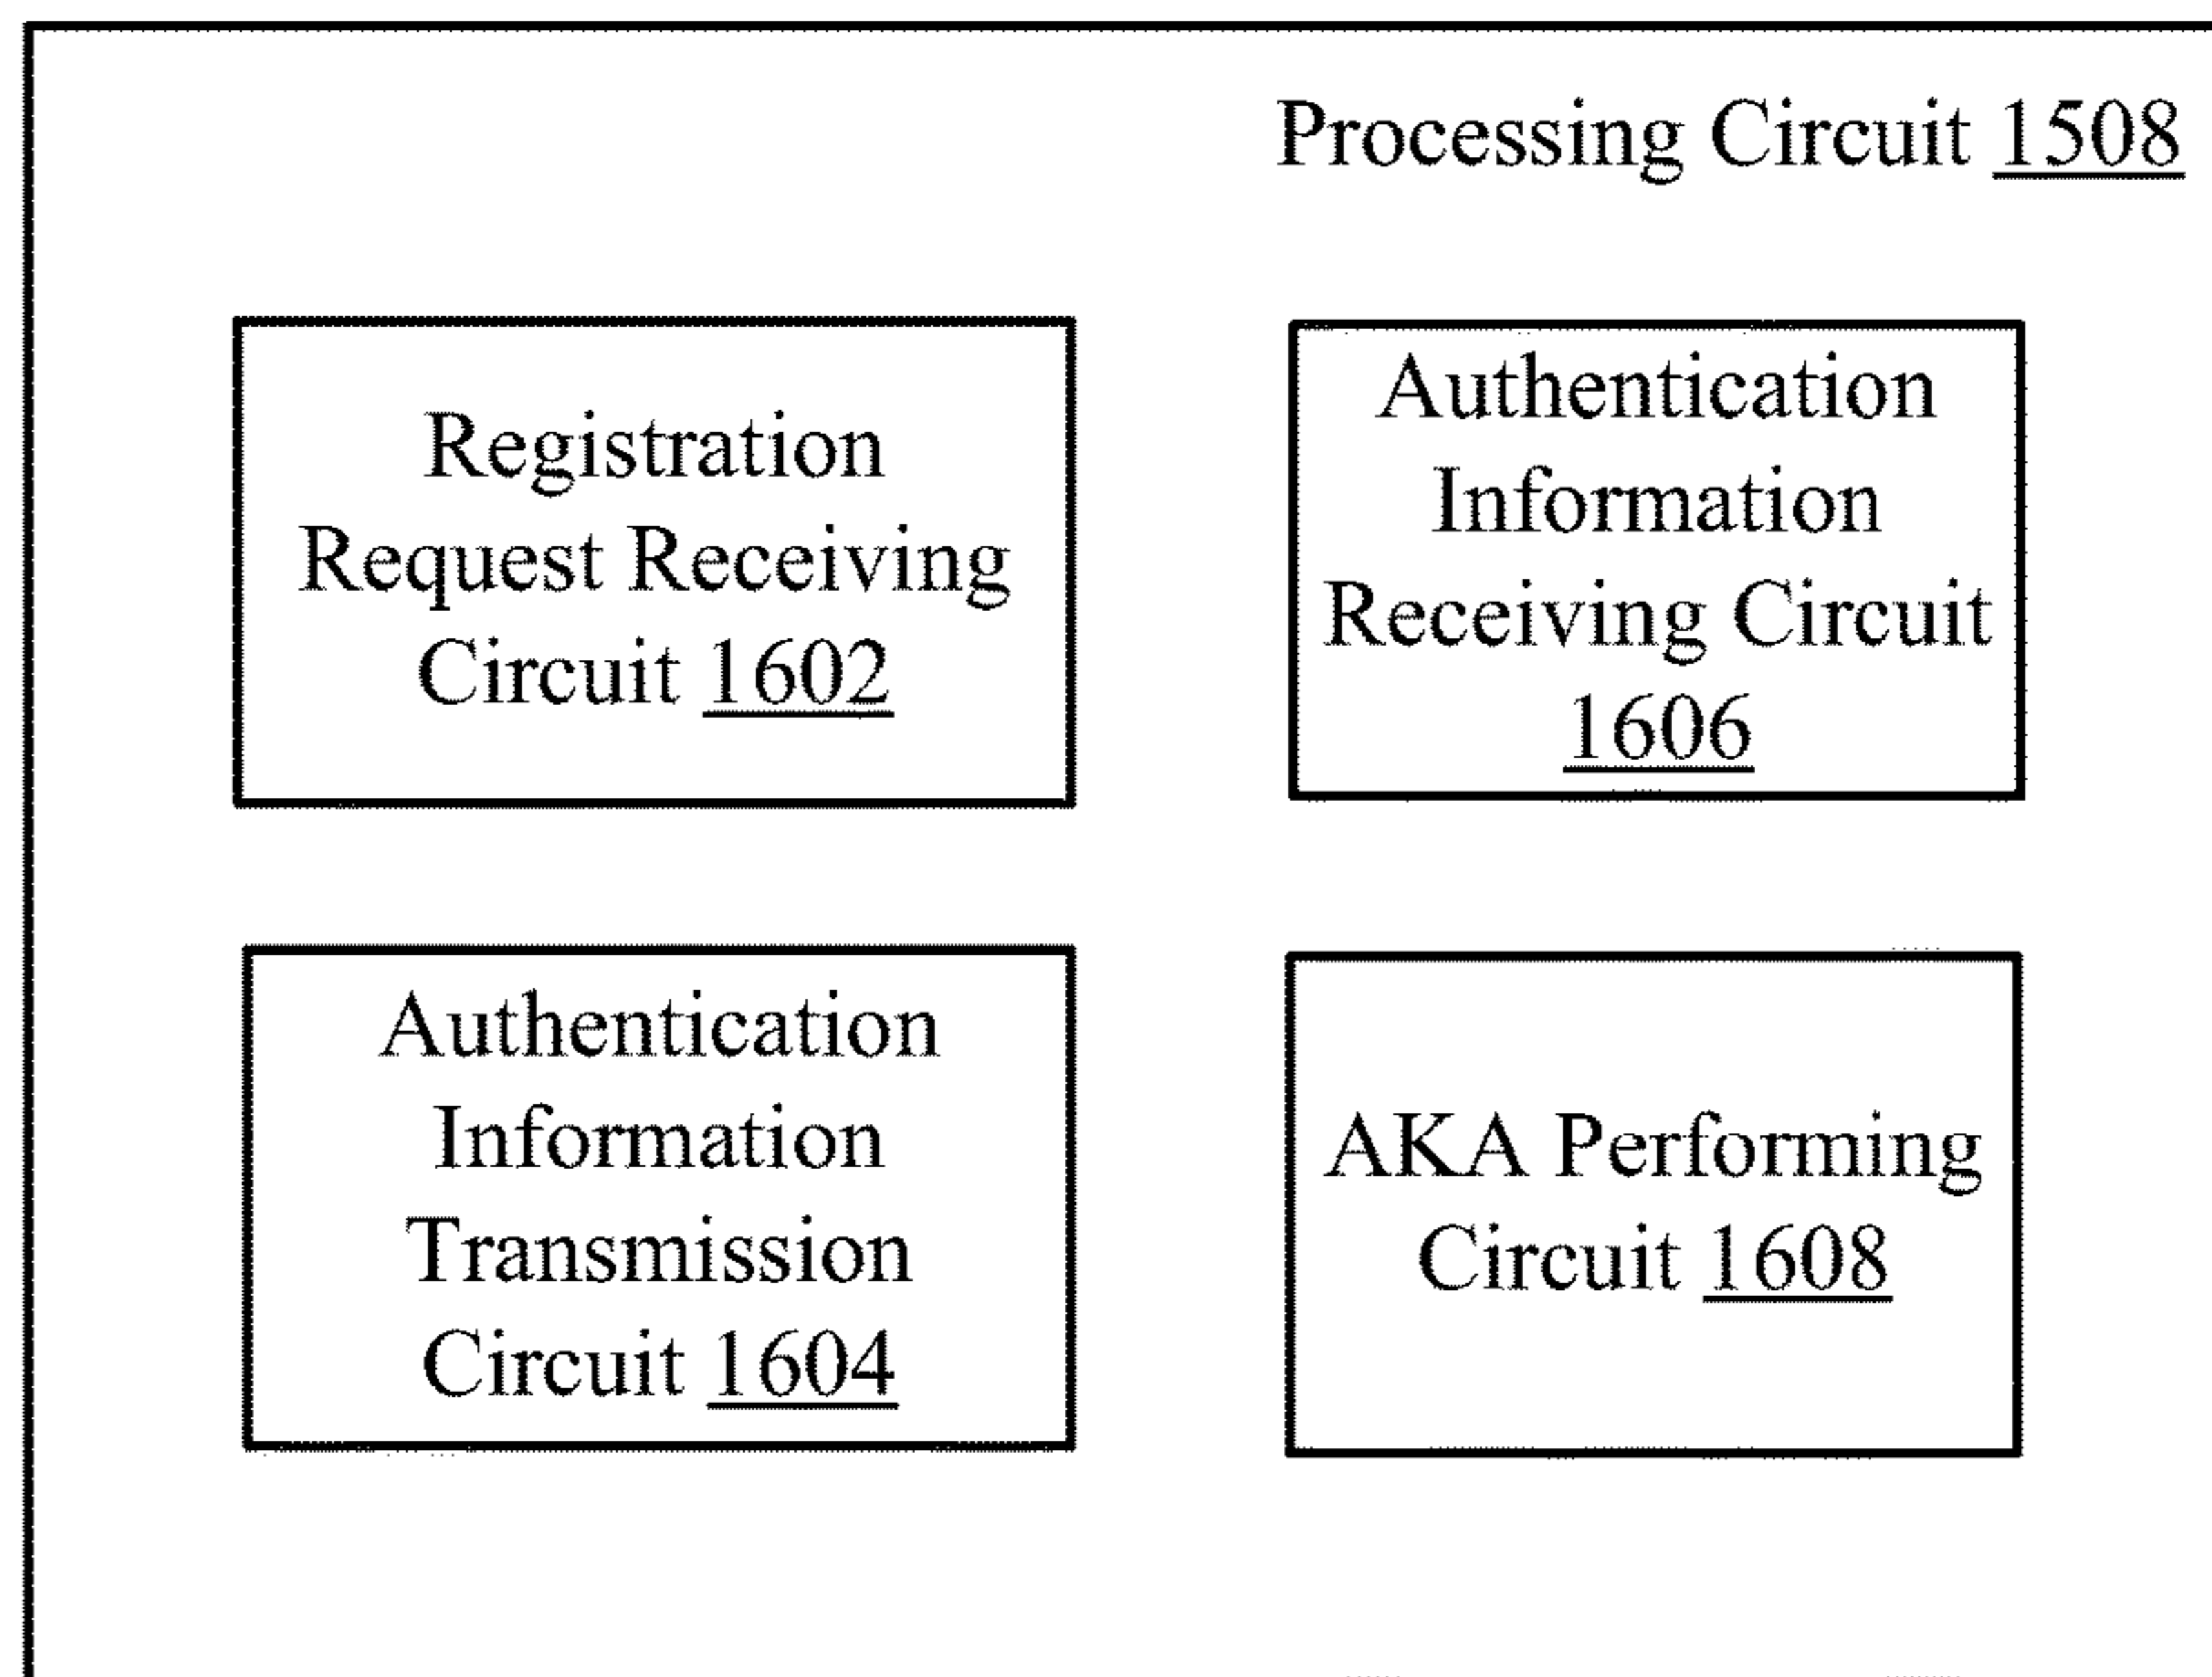 Processing Circuit 1508
Registration
Request Receiving
Circuit 1602
Authentication
Information
Receiving Circuit
1606
Authentication
Information
Transmission
Circuit 1604
AKA Performing
Circuit 1608